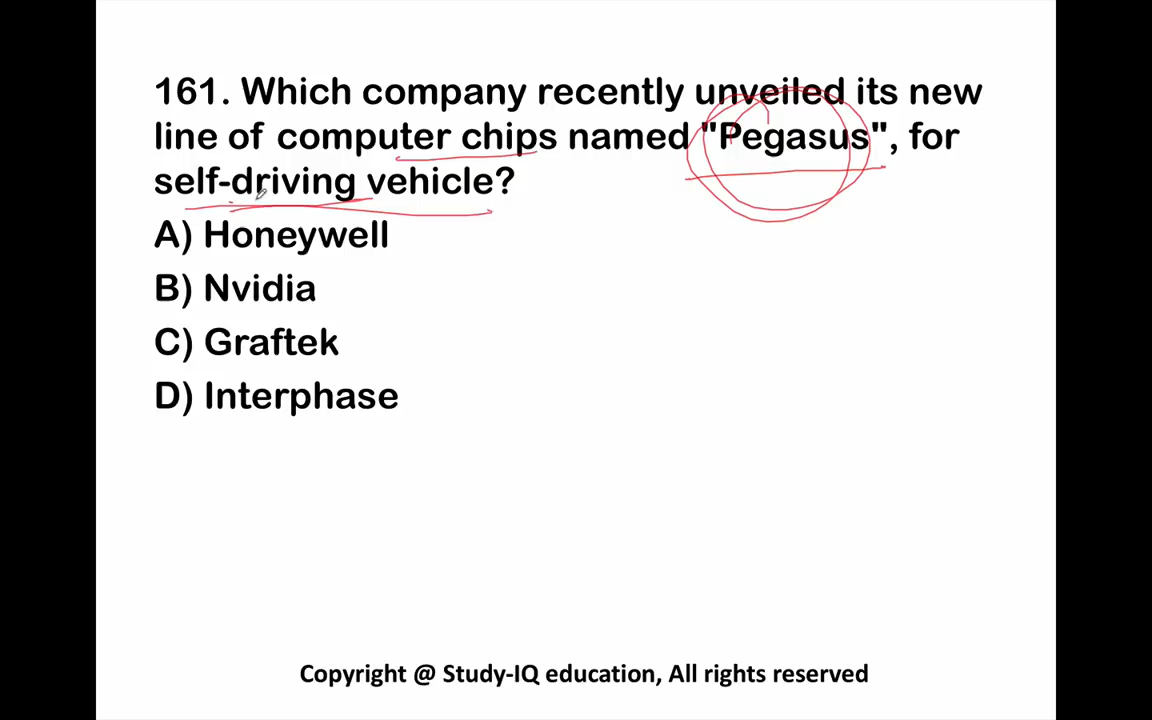 161. Which company recently unveiled its new
line of computer chips named "Pegasus", for
self-driving vehicle?
A) Honeywell
B) Nvidia
C) Graftek
D) Interphase
Copyright @ Study-IQ education, All rights reserved